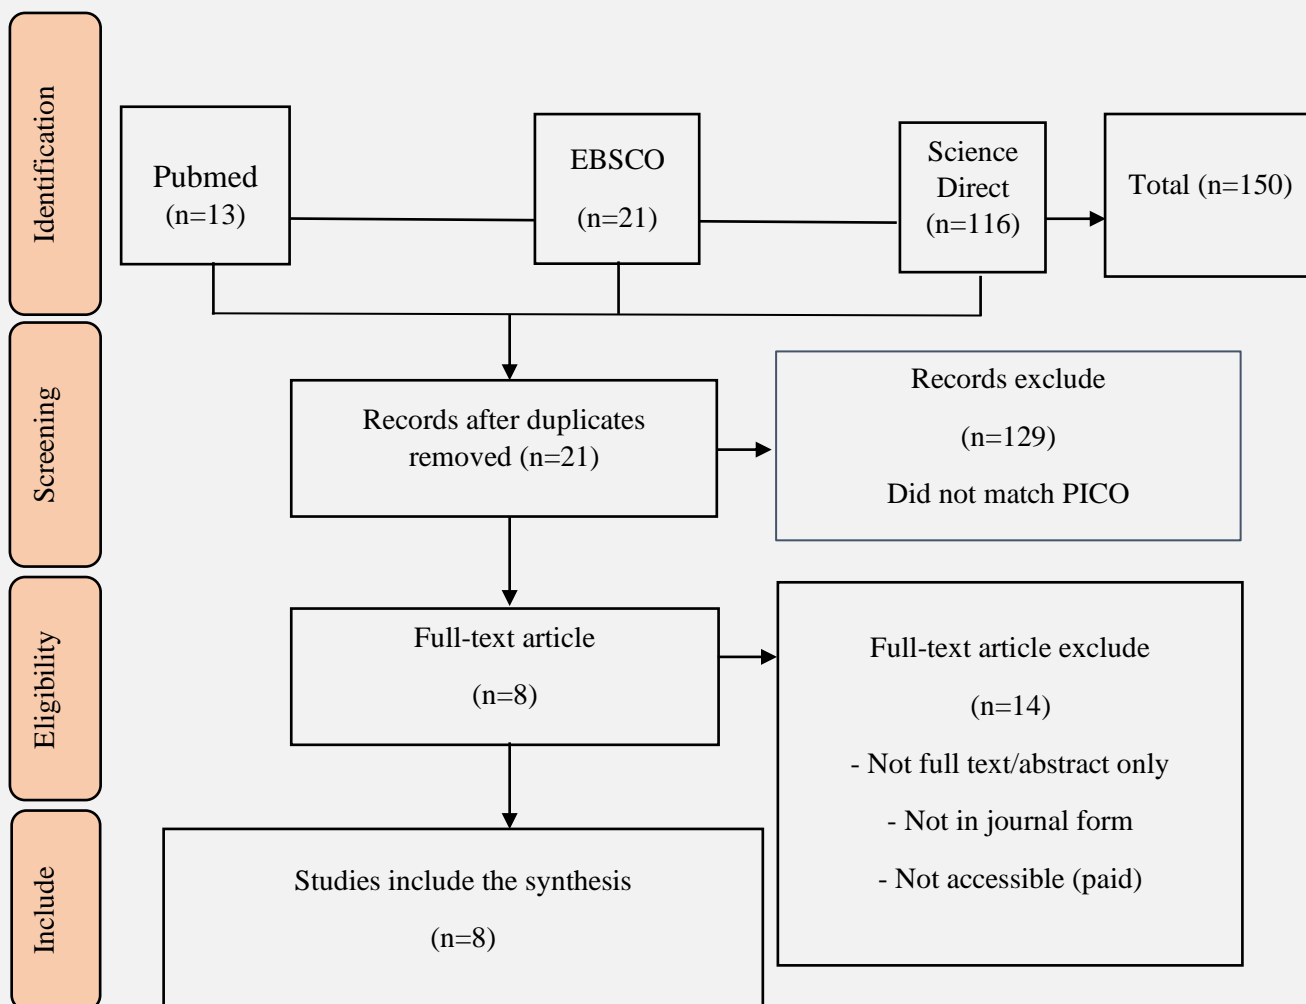 Identification
Pubmed
(n=13)
EBSCO
(n=21)
Science
Direct
(n=116)
Total (n=150)
Screening
Records after duplicates
removed (n=21)
Records exclude
(n=129)
Did not match PICO
Eligibility
Full-text article
(n=8)
Full-text article exclude
(n=14)
- Not full text/abstract only
- Not in journal form
- Not accessible (paid)
Include
Studies include the synthesis
(n=8)